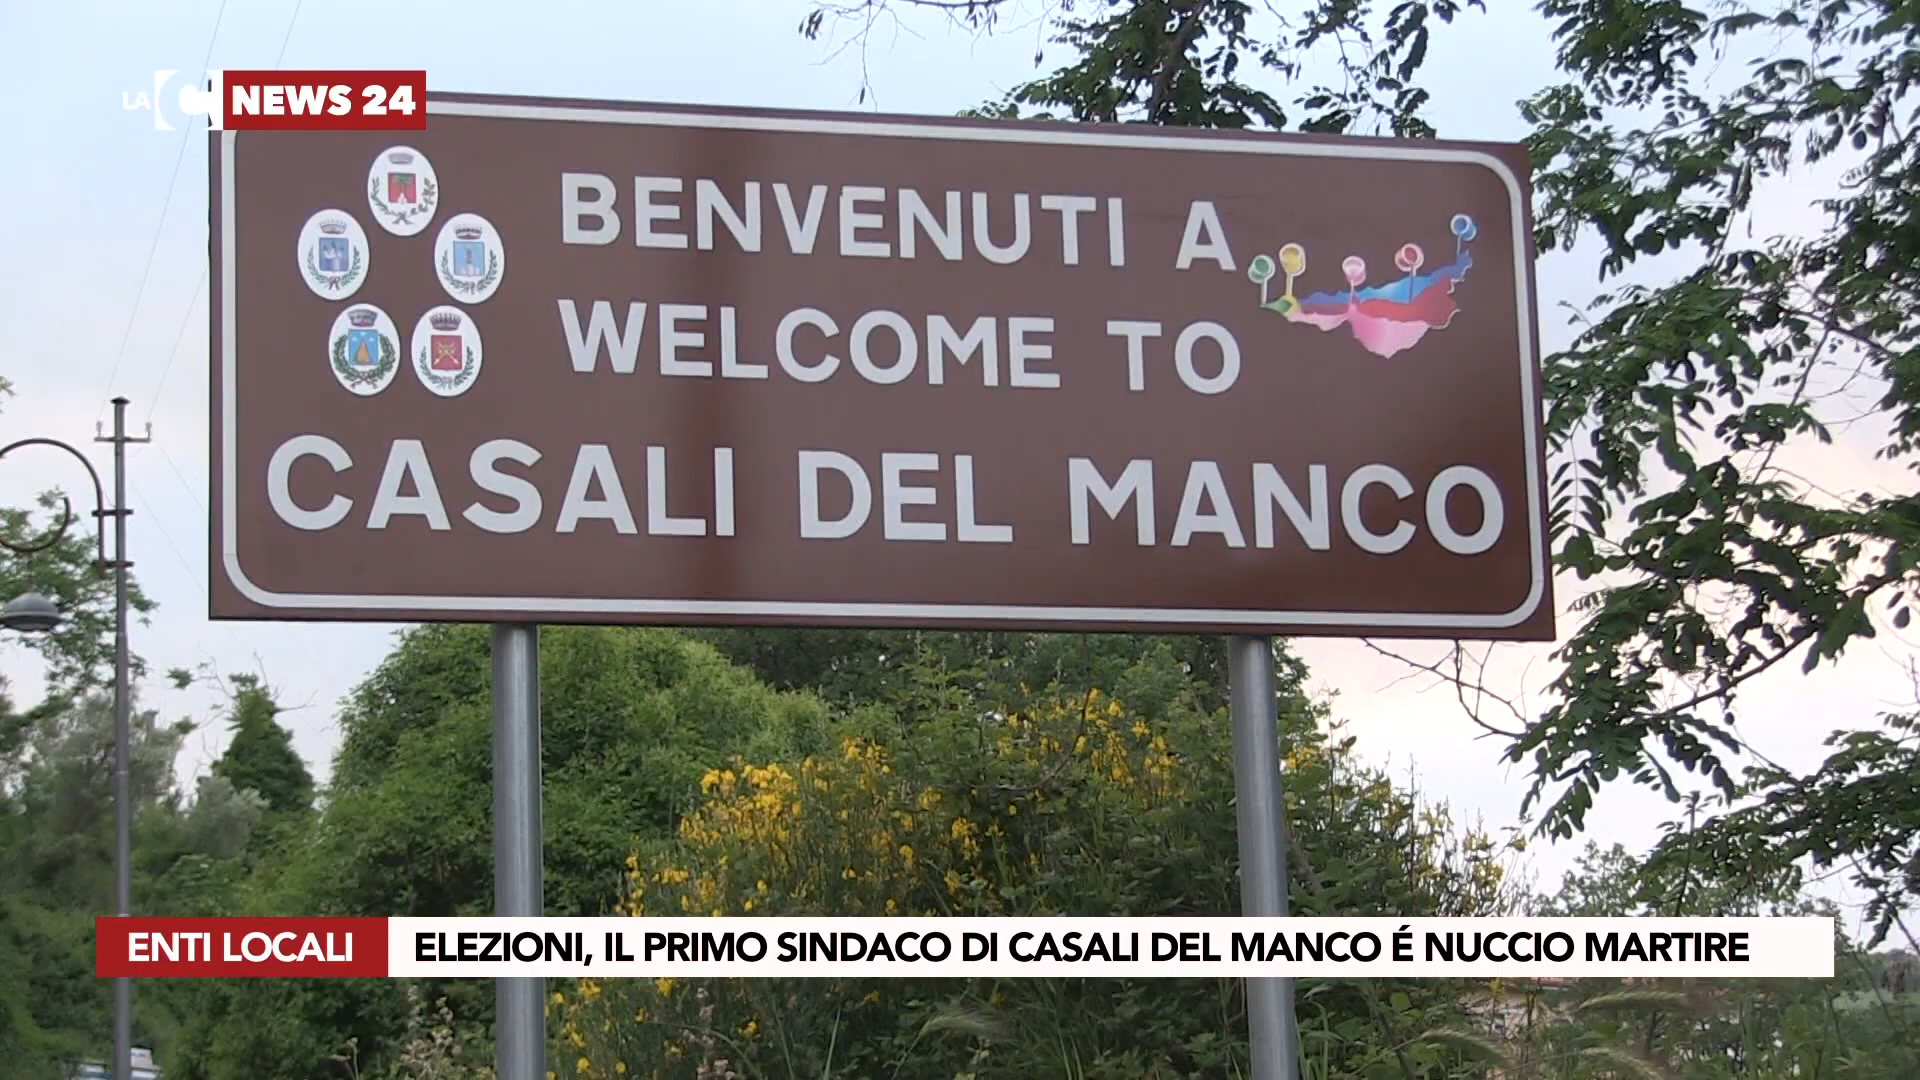 LAC NEWS 24
BENVENUTI A
WELCOME TO
CASALI DEL MANCO
ENTI LOCALI
ELEZIONI, IL PRIMO SINDACO DI CASALI DEL MANCO É NUCCIO MARTIRE